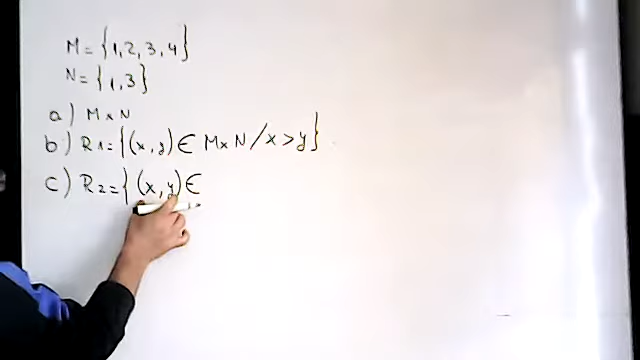 M={1,2,3,4}
N={1,3}
a) M×N
b) R1={(x,y)∈ M×N/x>y}
c) R2={(x,y)∈